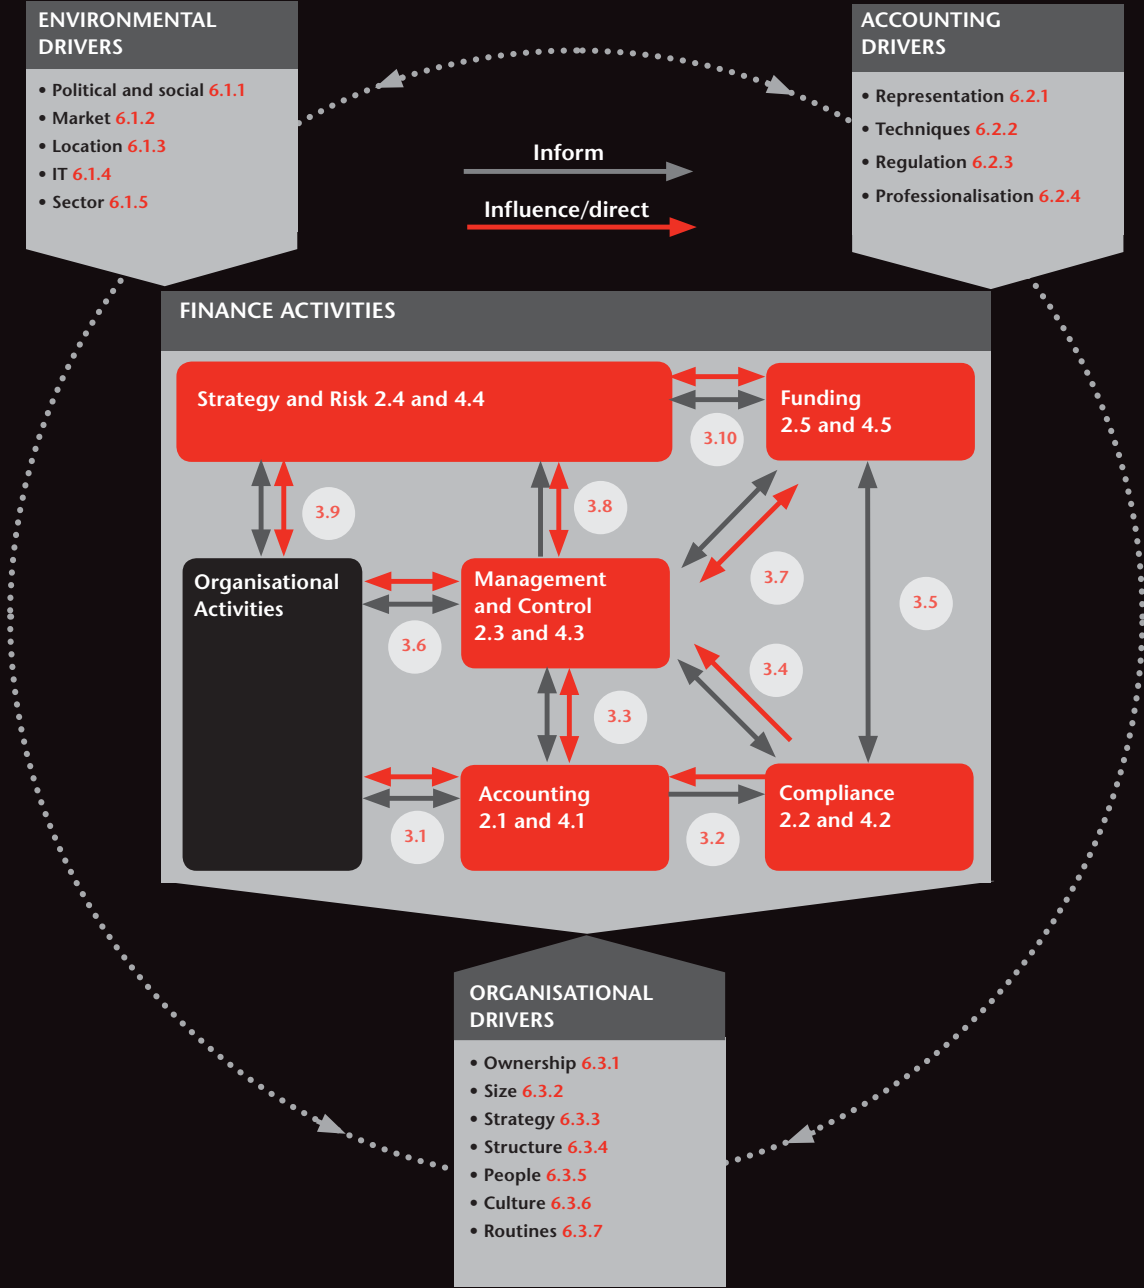 ENVIRONMENTAL
DRIVERS
• Political and social 6.1.1
• Market 6.1.2
• Location 6.1.3
• IT 6.1.4
• Sector 6.1.5
ACCOUNTING
DRIVERS
• Representation 6.2.1
• Techniques 6.2.2
• Regulation 6.2.3
• Professionalisation 6.2.4
Inform
Influence/direct
FINANCE ACTIVITIES
Strategy and Risk 2.4 and 4.4
Funding
2.5 and 4.5
3.10
3.9
3.8
3.7
3.5
Organisational
Activities
Management
and Control
2.3 and 4.3
3.6
3.4
3.3
Accounting
2.1 and 4.1
Compliance
2.2 and 4.2
3.1
3.2
ORGANISATIONAL
DRIVERS
• Ownership 6.3.1
• Size 6.3.2
• Strategy 6.3.3
• Structure 6.3.4
• People 6.3.5
• Culture 6.3.6
• Routines 6.3.7